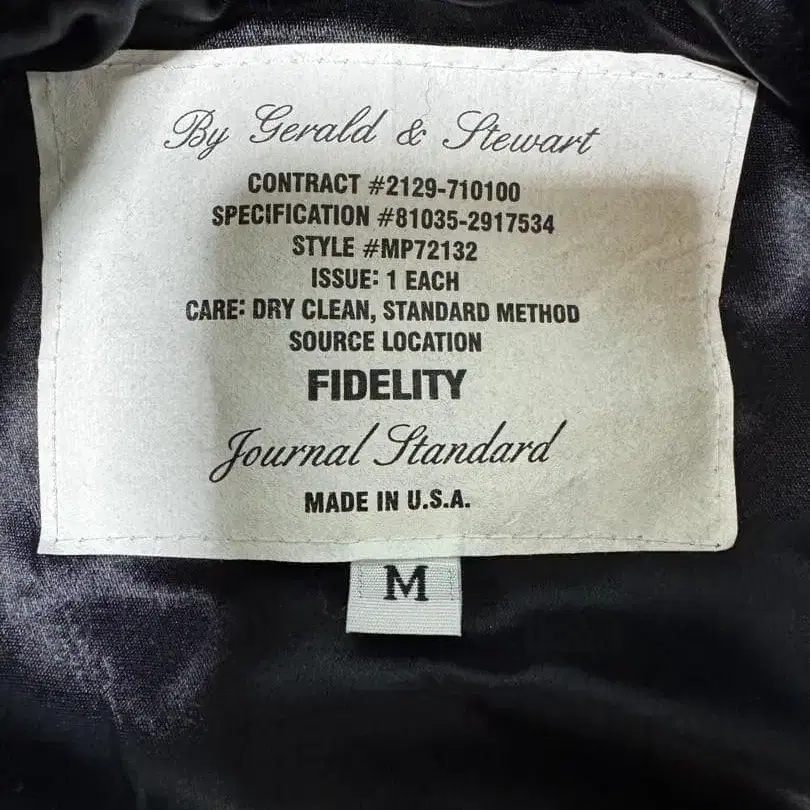 By Gerald & Stewart
CONTRACT #2129-710100
SPECIFICATION #81035-2917534
STYLE #MP72132
ISSUE: 1 EACH
CARE: DRY CLEAN, STANDARD METHOD
SOURCE LOCATION
FIDELITY
Journal Standard
MADE IN U.S.A.
M